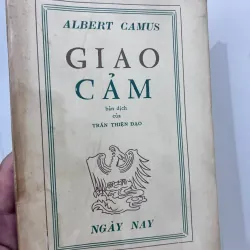 ALBERT CAMUS
GIAO
CẢM
bản dịch
của
TRẦN THIỆN ĐẠO
NGÀY NAY